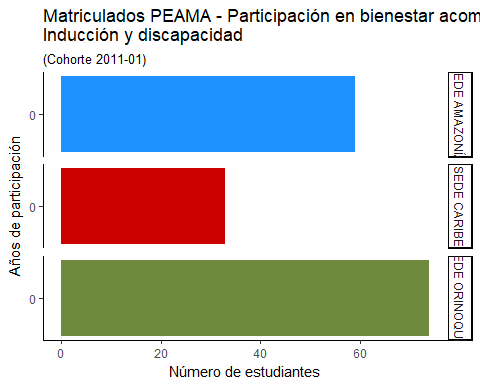 Matriculados PEAMA - Participación en bienestar acom
Inducción y discapacidad
(Cohorte 2011-01)
Años de participación
0
EDE AMAZONÍ
0
SEDE CARIBE
0
EDE ORINOQU
0 20 40 60
Número de estudiantes